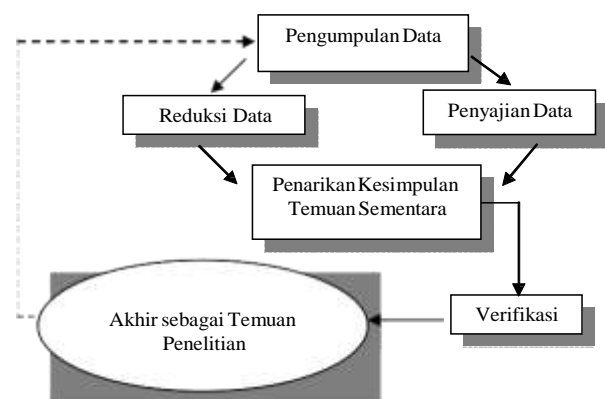 Pengumpulan Data
Reduksi Data
Penyajian Data
Penarikan Kesimpulan
Temuan Sementara
Verifikasi
Akhir sebagai Temuan
Penelitian